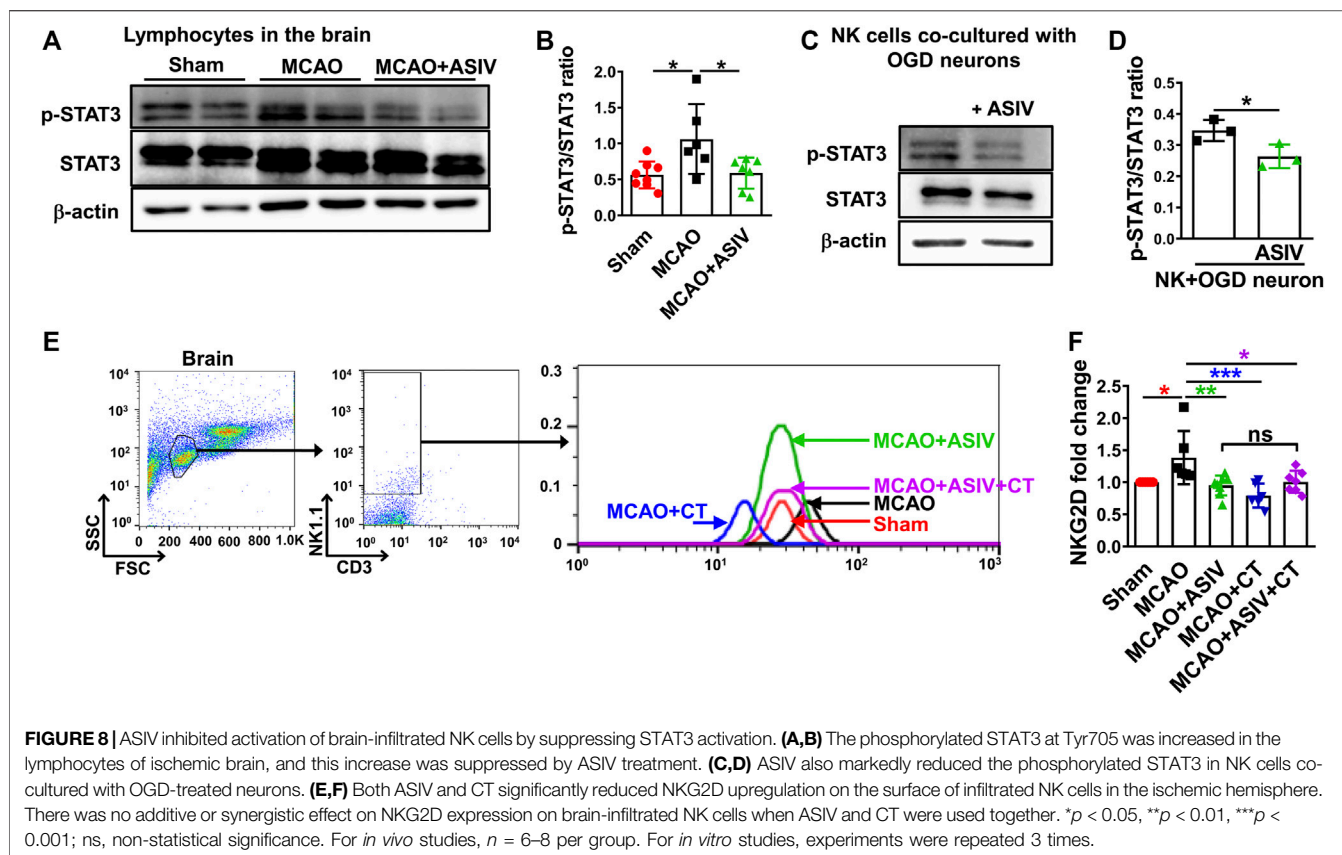 A
Lymphocytes in the brain
Sham MCAO MCAO+ASIV
p-STAT3
STAT3
β-actin
B
p-STAT3/STAT3 ratio
2.0
1.5
1.0
0.5
0.0
* *
Sham
MCAO
MCAO+ASIV
C
NK cells co-cultured with
OGD neurons
+ ASIV
p-STAT3
STAT3
β-actin
D
p-STAT3/STAT3 ratio
0.5
0.4
0.3
0.2
0.1
0.0
*
ASIV
NK+OGD neuron
E
Brain
10⁴
10³
10²
10¹
10⁰
SSC
0 200 400 600 800 1.0K
FSC
10⁴
10³
10²
10¹
10⁰
NK1.1
10⁰ 10¹ 10² 10³ 10⁴
CD3
0.3
0.2
0.1
0
MCAO+ASIV
MCAO+ASIV+CT
MCAO
MCAO+CT
Sham
10⁰ 10¹ 10² 10³
F
NKG2D fold change
2.5
2.0
1.5
1.0
0.5
0.0
*
***
* **
ns
Sham
MCAO
MCAO+ASIV
MCAO+CT
MCAO+ASIV+CT
FIGURE 8 | ASIV inhibited activation of brain-infiltrated NK cells by suppressing STAT3 activation. (A,B) The phosphorylated STAT3 at Tyr705 was increased in the
lymphocytes of ischemic brain, and this increase was suppressed by ASIV treatment. (C,D) ASIV also markedly reduced the phosphorylated STAT3 in NK cells co-
cultured with OGD-treated neurons. (E,F) Both ASIV and CT significantly reduced NKG2D upregulation on the surface of infiltrated NK cells in the ischemic hemisphere.
There was no additive or synergistic effect on NKG2D expression on brain-infiltrated NK cells when ASIV and CT were used together. *p < 0.05, **p < 0.01, ***p <
0.001; ns, non-statistical significance. For in vivo studies, n = 6–8 per group. For in vitro studies, experiments were repeated 3 times.